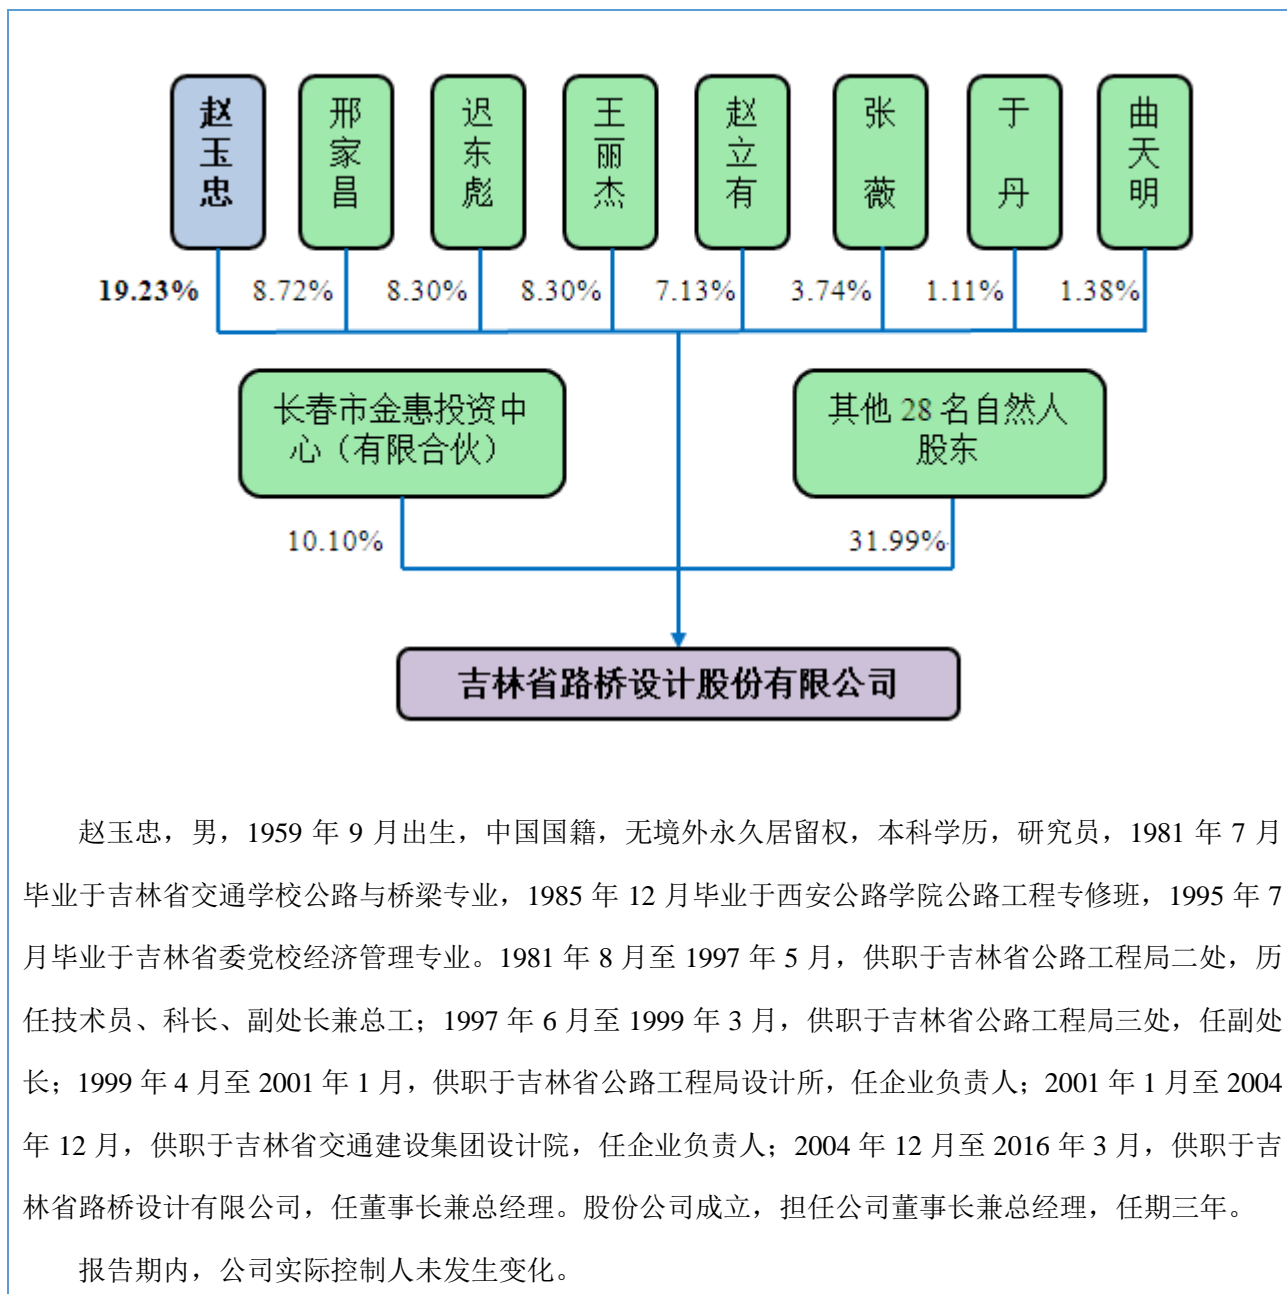 赵玉忠
邢家昌
迟东彪
王丽杰
赵立有
张薇
于丹
曲天明
19.23%
8.72%
8.30%
8.30%
7.13%
3.74%
1.11%
1.38%
长春市金惠投资中
心（有限合伙）
其他 28 名自然人
股东
10.10%
31.99%
吉林省路桥设计股份有限公司
赵玉忠，男，1959 年 9 月出生，中国国籍，无境外永久居留权，本科学历，研究员，1981 年 7 月
毕业于吉林省交通学校公路与桥梁专业，1985 年 12 月毕业于西安公路学院公路工程专修班，1995 年 7
月毕业于吉林省委党校经济管理专业。1981 年 8 月至 1997 年 5 月，供职于吉林省公路工程局二处，历
任技术员、科长、副处长兼总工；1997 年 6 月至 1999 年 3 月，供职于吉林省公路工程局三处，任副处
长；1999 年 4 月至 2001 年 1 月，供职于吉林省公路工程局设计所，任企业负责人；2001 年 1 月至 2004
年 12 月，供职于吉林省交通建设集团设计院，任企业负责人；2004 年 12 月至 2016 年 3 月，供职于吉
林省路桥设计有限公司，任董事长兼总经理。股份公司成立，担任公司董事长兼总经理，任期三年。
报告期内，公司实际控制人未发生变化。